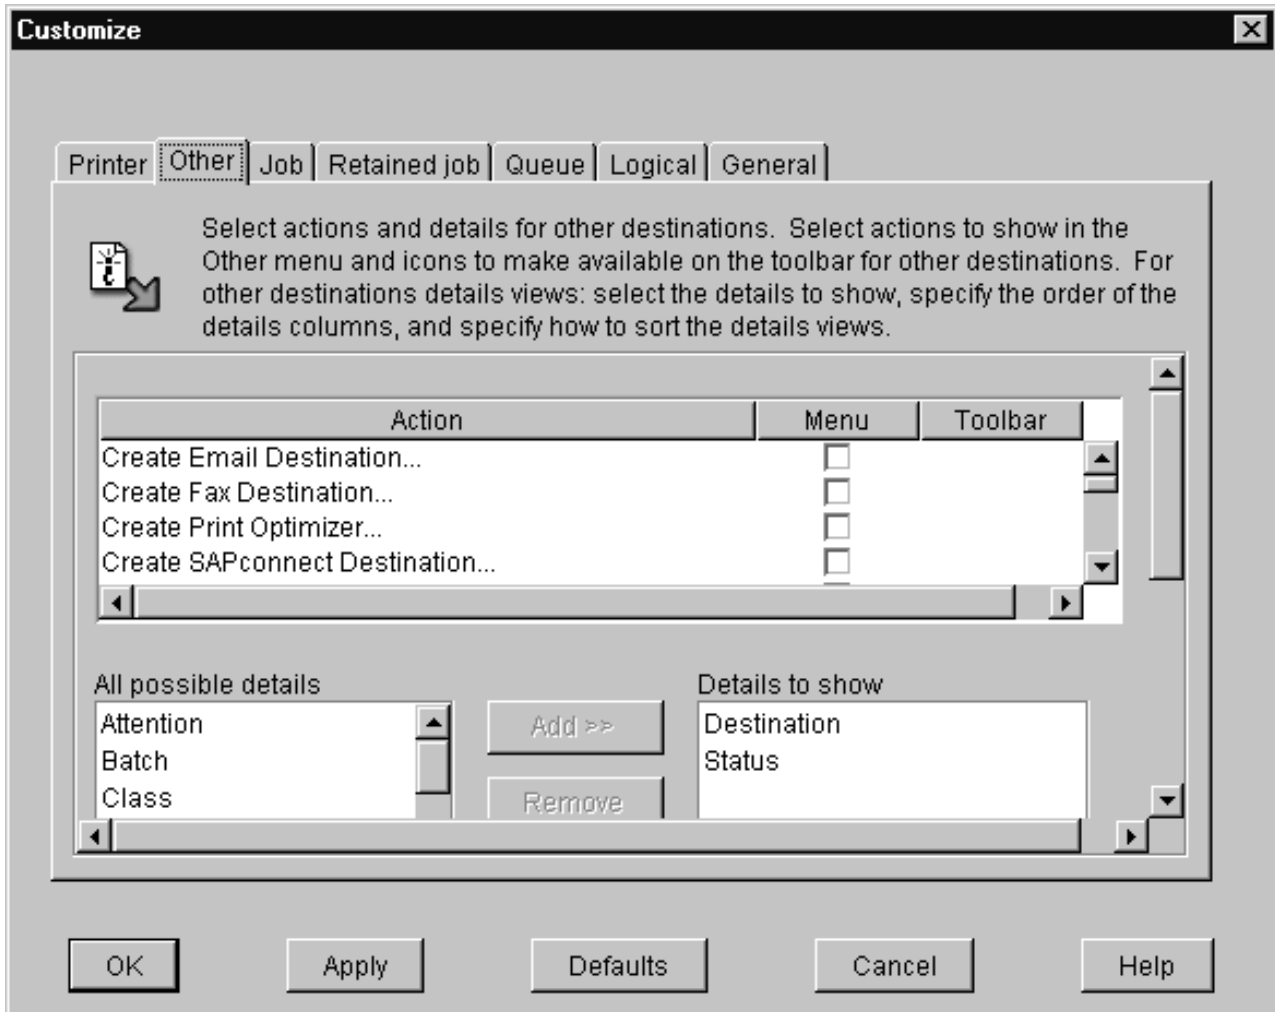 Customize
Printer Other Job Retained job Queue Logical General
Select actions and details for other destinations.  Select actions to show in the
Other menu and icons to make available on the toolbar for other destinations.  For
other destinations details views: select the details to show, specify the order of the
details columns, and specify how to sort the details views.
Action Menu Toolbar
Create Email Destination...
Create Fax Destination...
Create Print Optimizer...
Create SAPconnect Destination...
All possible details Details to show
Attention Add >> Destination
Batch Status
Class Remove
OK Apply Defaults Cancel Help